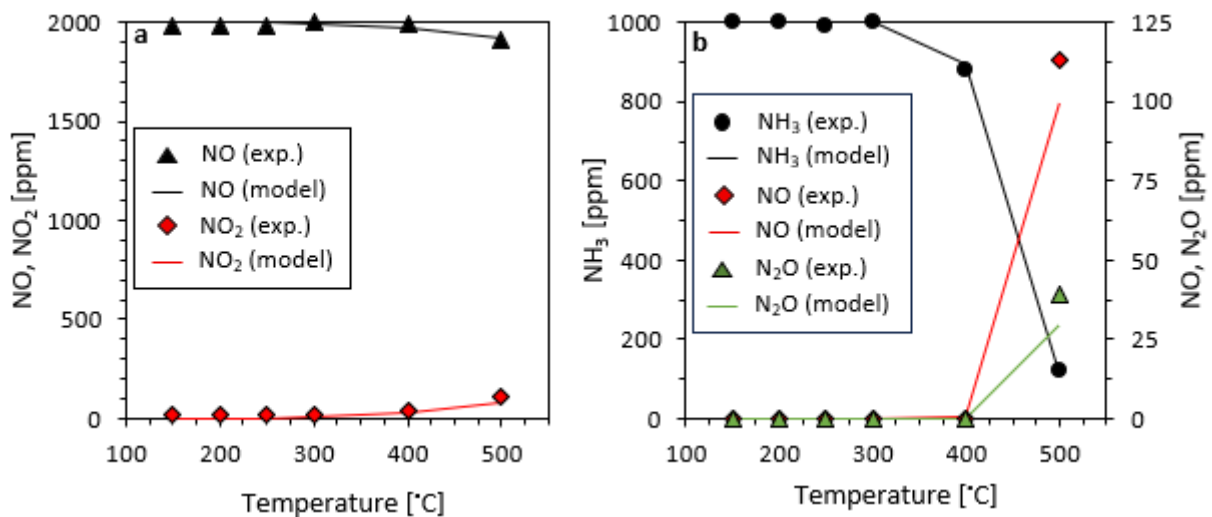 a
2000
1500
1000
500
0
NO, NO₂ [ppm]
NO (exp.)
NO (model)
NO₂ (exp.)
NO₂ (model)
100 200 300 400 500
Temperature [˚C]
b
1000
800
600
400
200
0
NH₃ [ppm]
NH₃ (exp.)
NH₃ (model)
NO (exp.)
NO (model)
N₂O (exp.)
N₂O (model)
125
100
75
50
25
0
NO, N₂O [ppm]
100 200 300 400 500
Temperature [˚C]